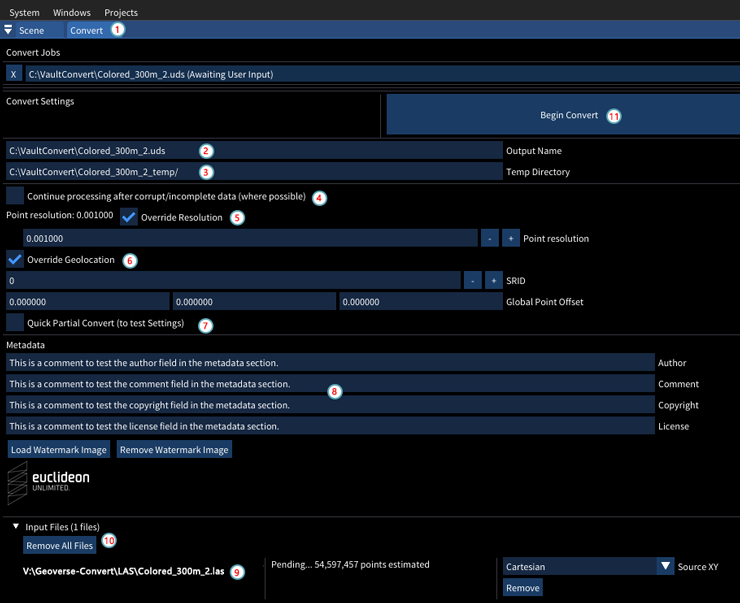 System Windows Projects
Scene Convert 1
Convert Jobs
X C:\VaultConvert\Colored_300m_2.uds (Awaiting User Input)
Convert Settings
Begin Convert 11
C:\VaultConvert\Colored_300m_2.uds 2 Output Name
C:\VaultConvert\Colored_300m_2_temp/ 3 Temp Directory
Continue processing after corrupt/incomplete data (where possible) 4
Point resolution: 0.001000 Override Resolution 5
0.001000 - + Point resolution
Override Geolocation 6
0 - + SRID
0.000000 0.000000 0.000000 Global Point Offset
Quick Partial Convert (to test Settings) 7
Metadata
This is a comment to test the author field in the metadata section. Author
This is a comment to test the comment field in the metadata section. 8 Comment
This is a comment to test the copyright field in the metadata section. Copyright
This is a comment to test the license field in the metadata section. License
Load Watermark Image Remove Watermark Image
euclideon
UNLIMITED.
Input Files (1 files)
Remove All Files 10
V:\Geoverse-Convert\LAS\Colored_300m_2.las 9 Pending... 54,597,457 points estimated Cartesian Source XY
Remove